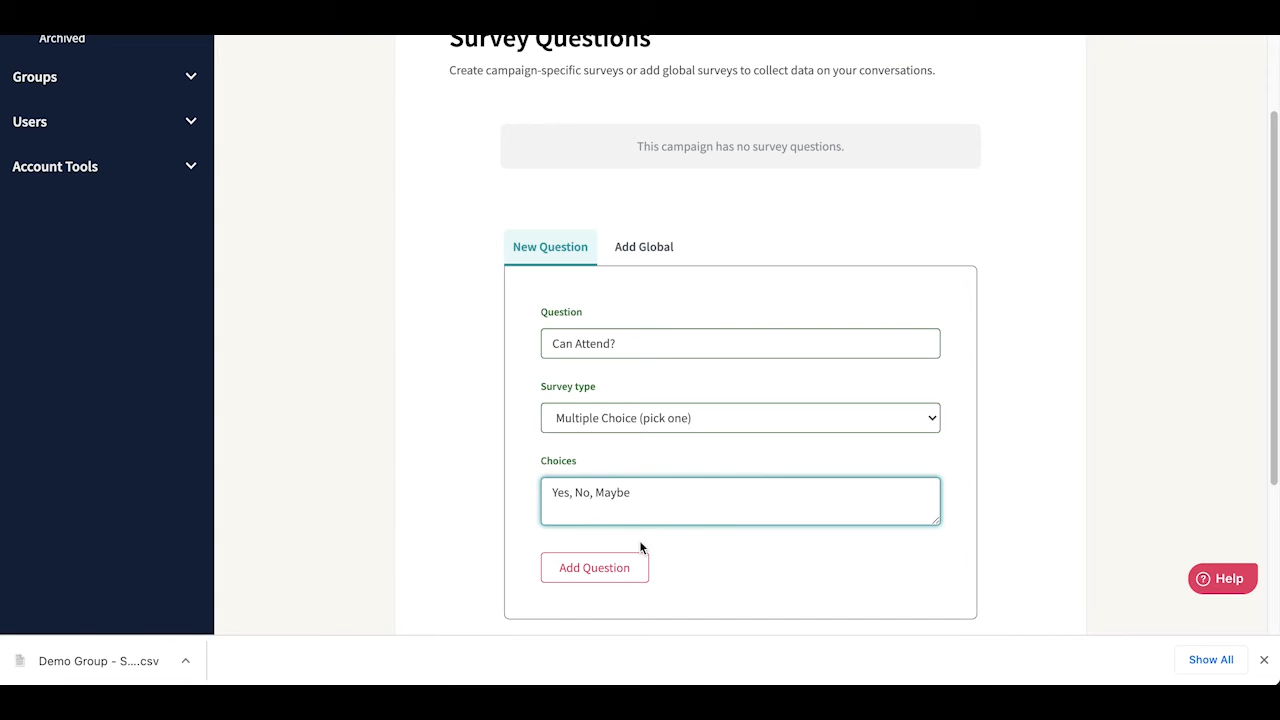 Archived
Groups
Users
Account Tools
Survey Questions
Create campaign-specific surveys or add global surveys to collect data on your conversations.
This campaign has no survey questions.
New Question
Add Global
Question
Can Attend?
Survey type
Multiple Choice (pick one)
Choices
Yes, No, Maybe
Add Question
Help
Demo Group - S....csv
Show All